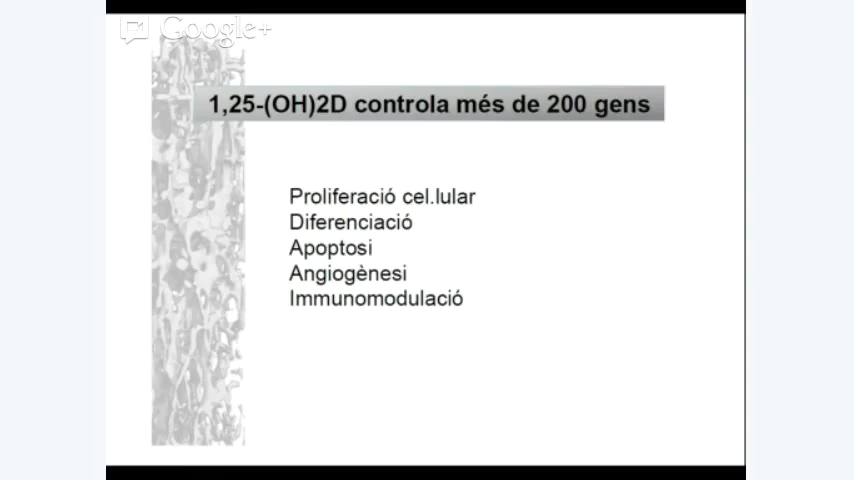 Google+
1,25-(OH)2D controla més de 200 gens
Proliferació cel.lular
Diferenciació
Apoptosi
Angiogènesi
Immunomodulació